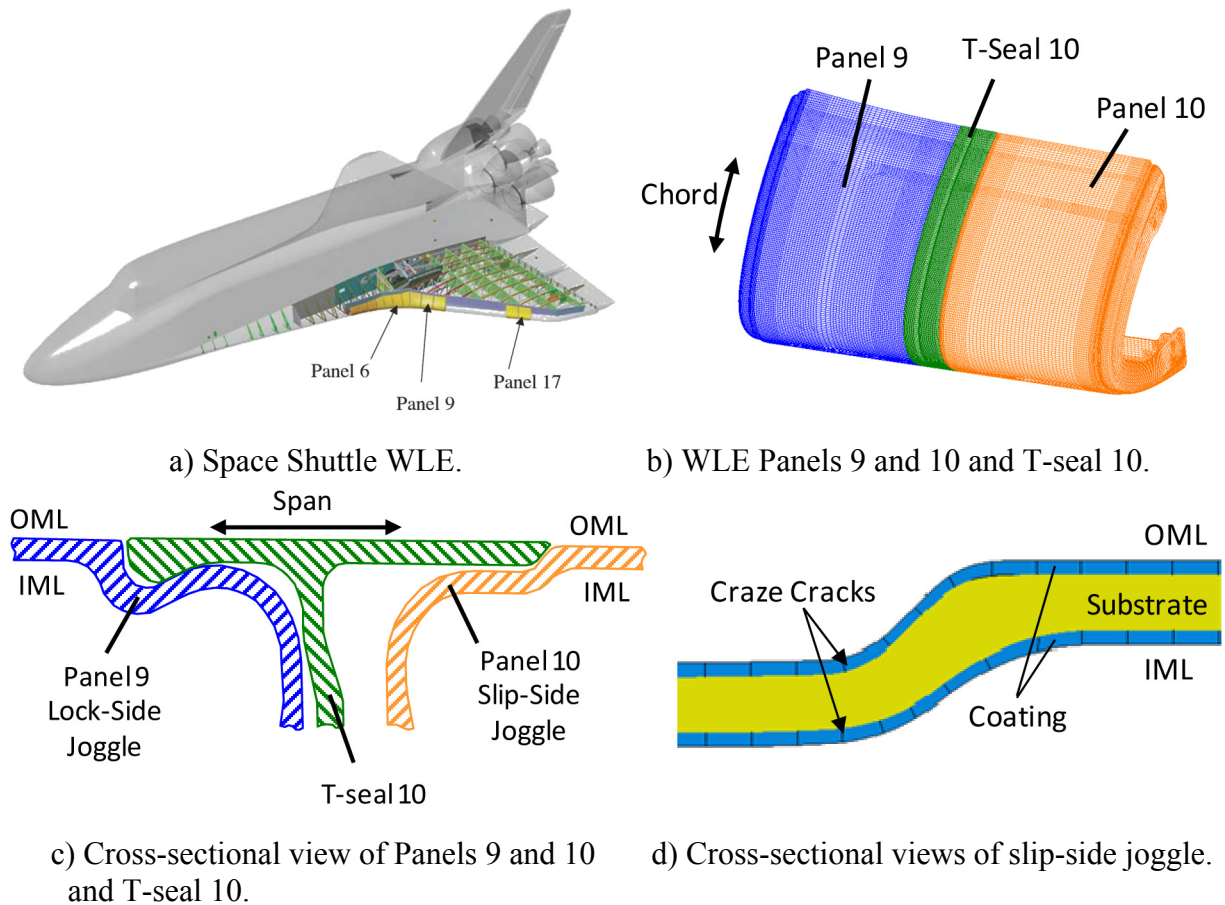 Panel 6
Panel 9
Panel 17
a) Space Shuttle WLE.
Panel 9
T-Seal 10
Panel 10
Chord
b) WLE Panels 9 and 10 and T-seal 10.
Span
OML
IML
OML
IML
Panel 9
Lock-Side
Joggle
Panel 10
Slip-Side
Joggle
T-seal 10
c) Cross-sectional view of Panels 9 and 10
and T-seal 10.
OML
Craze Cracks
Substrate
IML
Coating
d) Cross-sectional views of slip-side joggle.